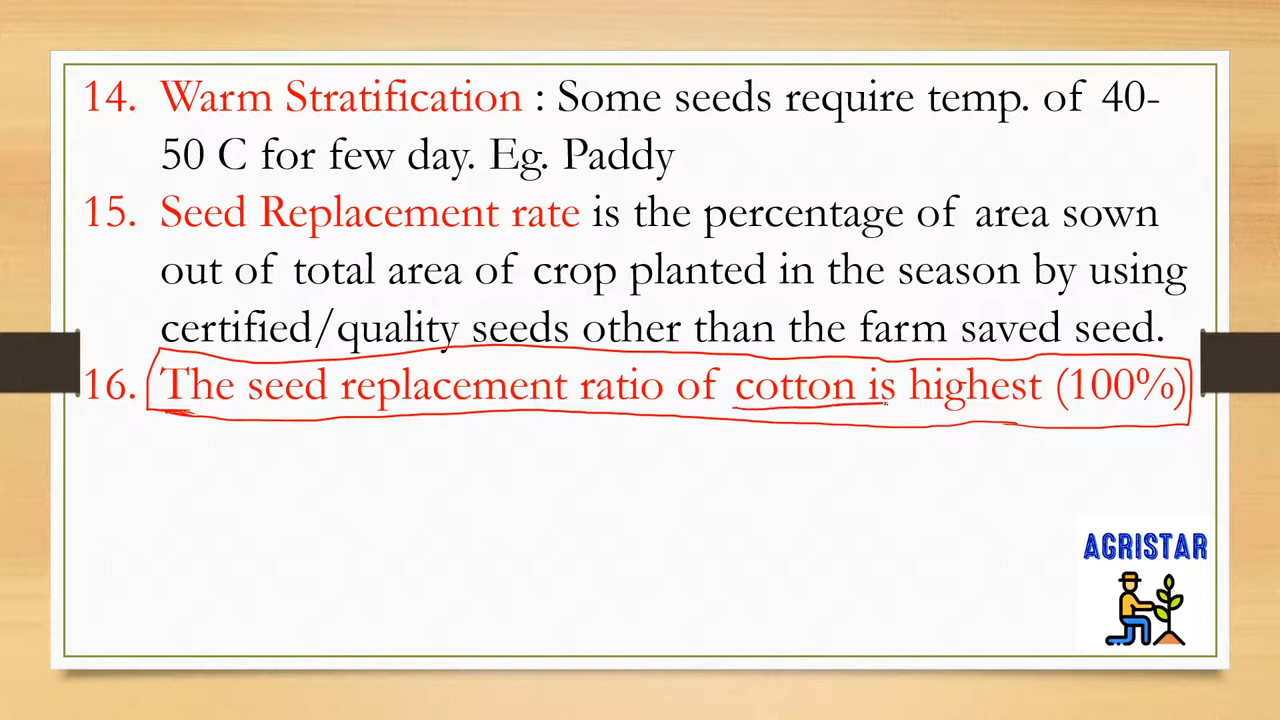 14. Warm Stratification : Some seeds require temp. of 40-
50 C for few day. Eg. Paddy
15. Seed Replacement rate is the percentage of area sown
out of total area of crop planted in the season by using
certified/quality seeds other than the farm saved seed.
16. The seed replacement ratio of cotton is highest (100%)
AGRISTAR